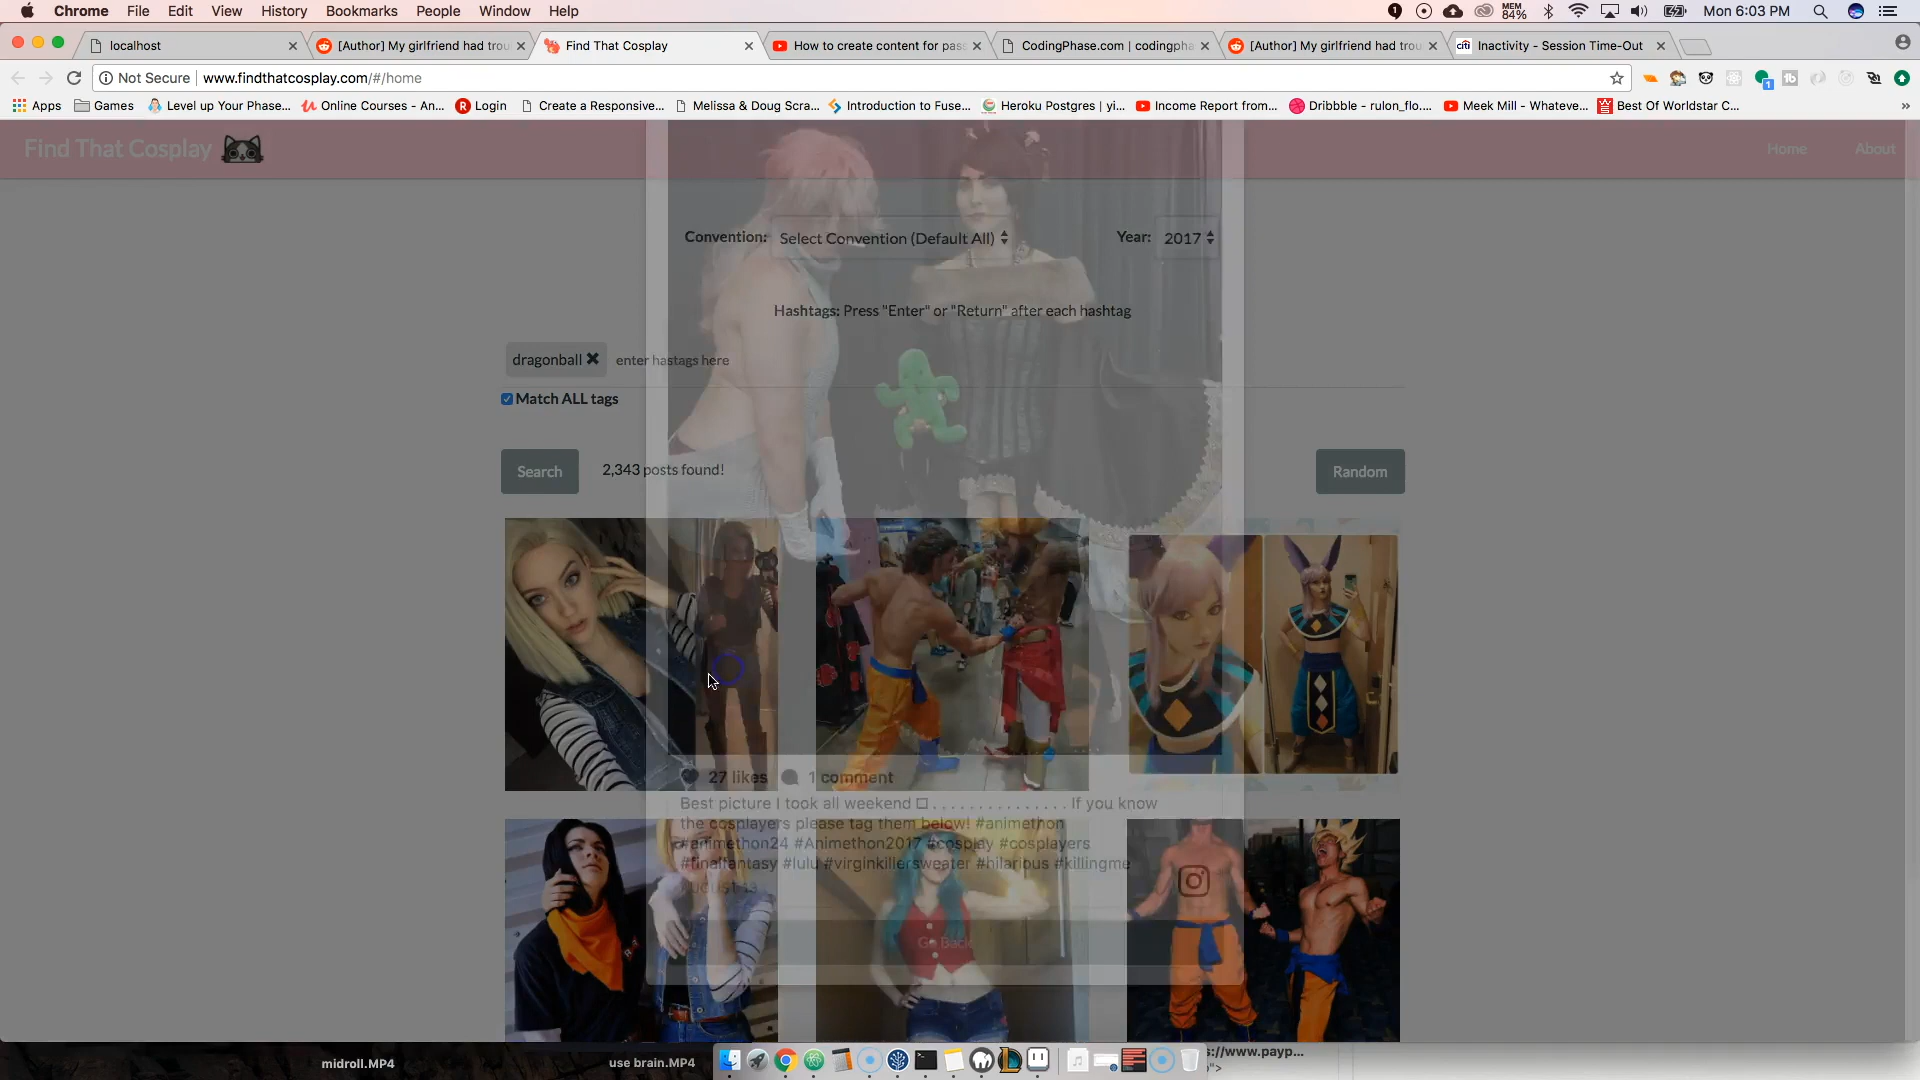 Chrome File Edit View History Bookmarks People Window Help 1 MEM 84% Mon 6:03 PM
localhost [Author] My girlfriend had trou Find That Cosplay How to create content for pas CodingPhase.com | codingpha [Author] My girlfriend had trou citi Inactivity - Session Time-Out
Not Secure www.findthatcosplay.com/#/home
Apps Games Level up Your Phase... Online Courses - An... Login Create a Responsive... Melissa & Doug Scra... Introduction to Fuse... Heroku Postgres | yi... Income Report from... Dribbble - rulon_flo.... Meek Mill - Whateve... Best Of Worldstar C... »
Find That Cosplay Home About
Convention: Select Convention (Default All) Year: 2017
Hashtags: Press "Enter" or "Return" after each hashtag
dragonball ✖ enter hastags here
Match ALL tags
Search 2,343 posts found! Random
27 likes 1 comment
Best picture I took all weekend . . . . . . . . . . . . . . . If you know
the cosplayers please tag them below! #animethon
#animethon24 #Animethon2017 #cosplay #cosplayers
#finalfantasy #lulu #virginkillersweater #hilarious #killingme
Go Back
midroll.MP4 use brain.MP4 s://www.payp...